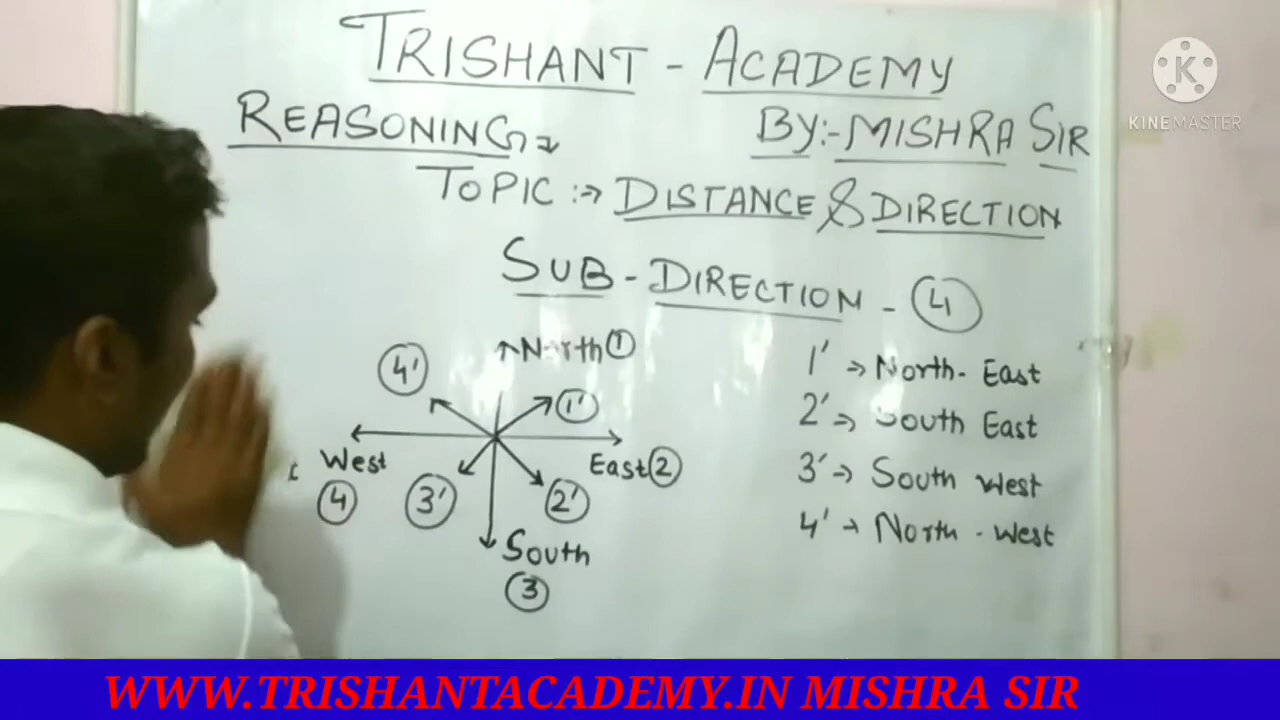 TRISHANT - ACADEMY
REASONING
BY:- MISHRA SIR
TOPIC :→ DISTANCE & DIRECTION
SUB - DIRECTION - 4
↑North 1
4'
1'
West
East 2
4
3'
2'
South
3
1' → North - East
2' → South East
3' → South West
4' → North - West
K
KINEMASTER
WWW.TRISHANTACADEMY.IN MISHRA SIR